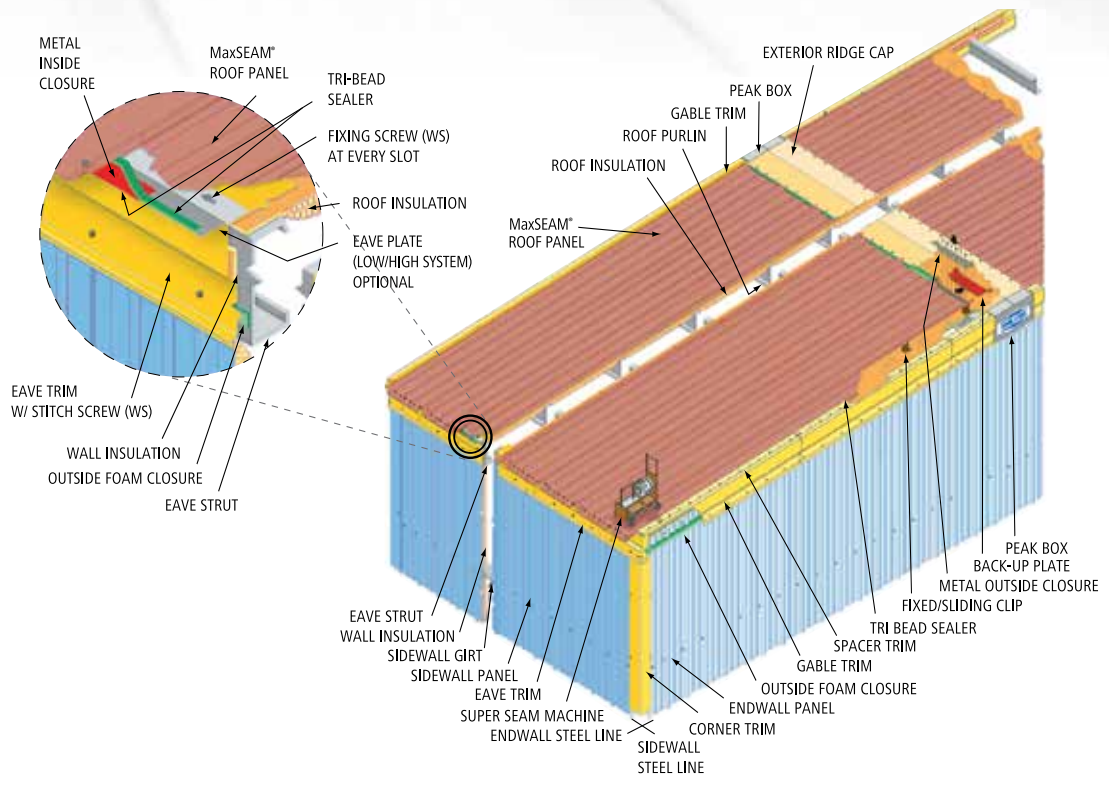 METAL
INSIDE
CLOSURE
MaxSEAM®
ROOF PANEL
TRI-BEAD
SEALER
FIXING SCREW (WS)
AT EVERY SLOT
ROOF INSULATION
EAVE PLATE
(LOW/HIGH SYSTEM)
OPTIONAL
EAVE TRIM
W/ STITCH SCREW (WS)
WALL INSULATION
OUTSIDE FOAM CLOSURE
EAVE STRUT
EXTERIOR RIDGE CAP
PEAK BOX
GABLE TRIM
ROOF PURLIN
ROOF INSULATION
MaxSEAM®
ROOF PANEL
EAVE STRUT
WALL INSULATION
SIDEWALL GIRT
SIDEWALL PANEL
EAVE TRIM
SUPER SEAM MACHINE
ENDWALL STEEL LINE
SIDEWALL
STEEL LINE
CORNER TRIM
ENDWALL PANEL
OUTSIDE FOAM CLOSURE
GABLE TRIM
SPACER TRIM
TRI BEAD SEALER
FIXED/SLIDING CLIP
METAL OUTSIDE CLOSURE
BACK-UP PLATE
PEAK BOX